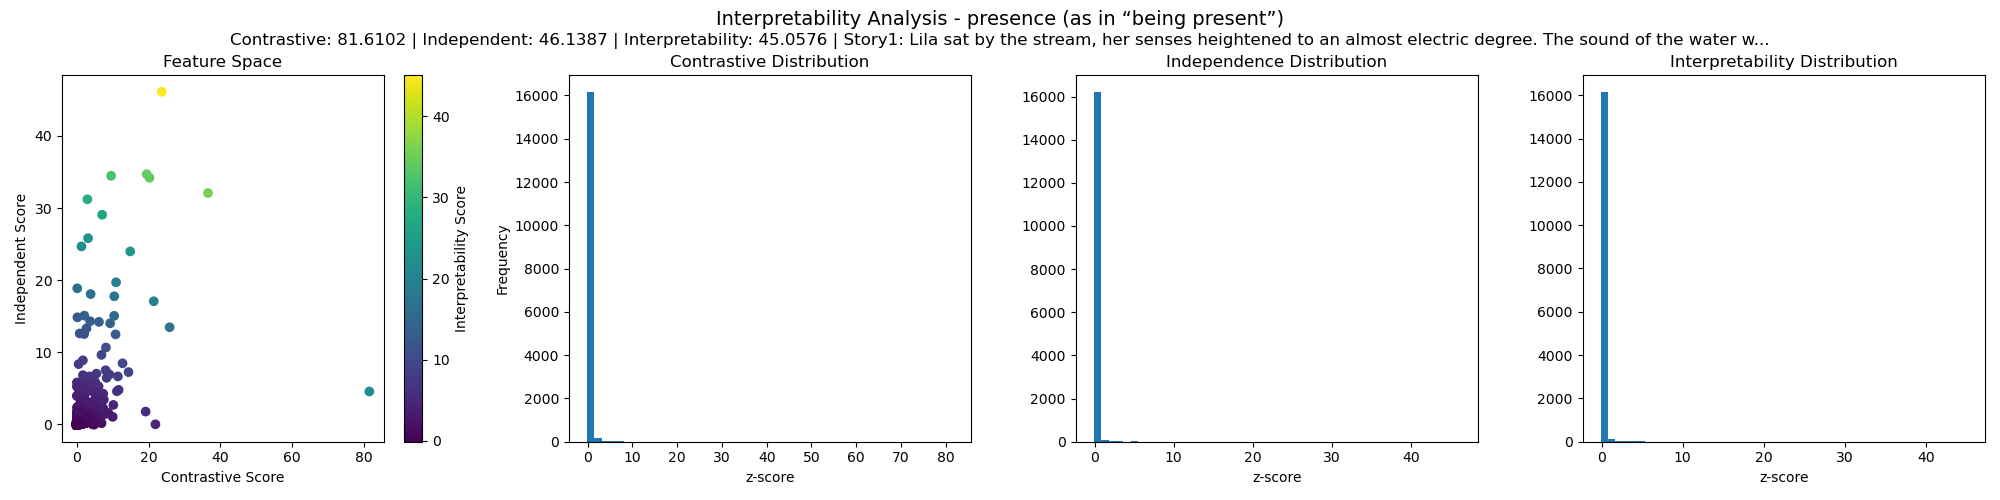 Interpretability Analysis - presence (as in “being present”)
Contrastive: 81.6102 | Independent: 46.1387 | Interpretability: 45.0576 | Story1: Lila sat by the stream, her senses heightened to an almost electric degree. The sound of the water w...
Feature Space
Independent Score
40
30
20
10
0
0 20 40 60 80
Contrastive Score
40
30
20
10
0
Interpretability Score
Contrastive Distribution
Frequency
16000
14000
12000
10000
8000
6000
4000
2000
0
0 10 20 30 40 50 60 70 80
z-score
Independence Distribution
16000
14000
12000
10000
8000
6000
4000
2000
0
0 10 20 30 40
z-score
Interpretability Distribution
16000
14000
12000
10000
8000
6000
4000
2000
0
0 10 20 30 40
z-score